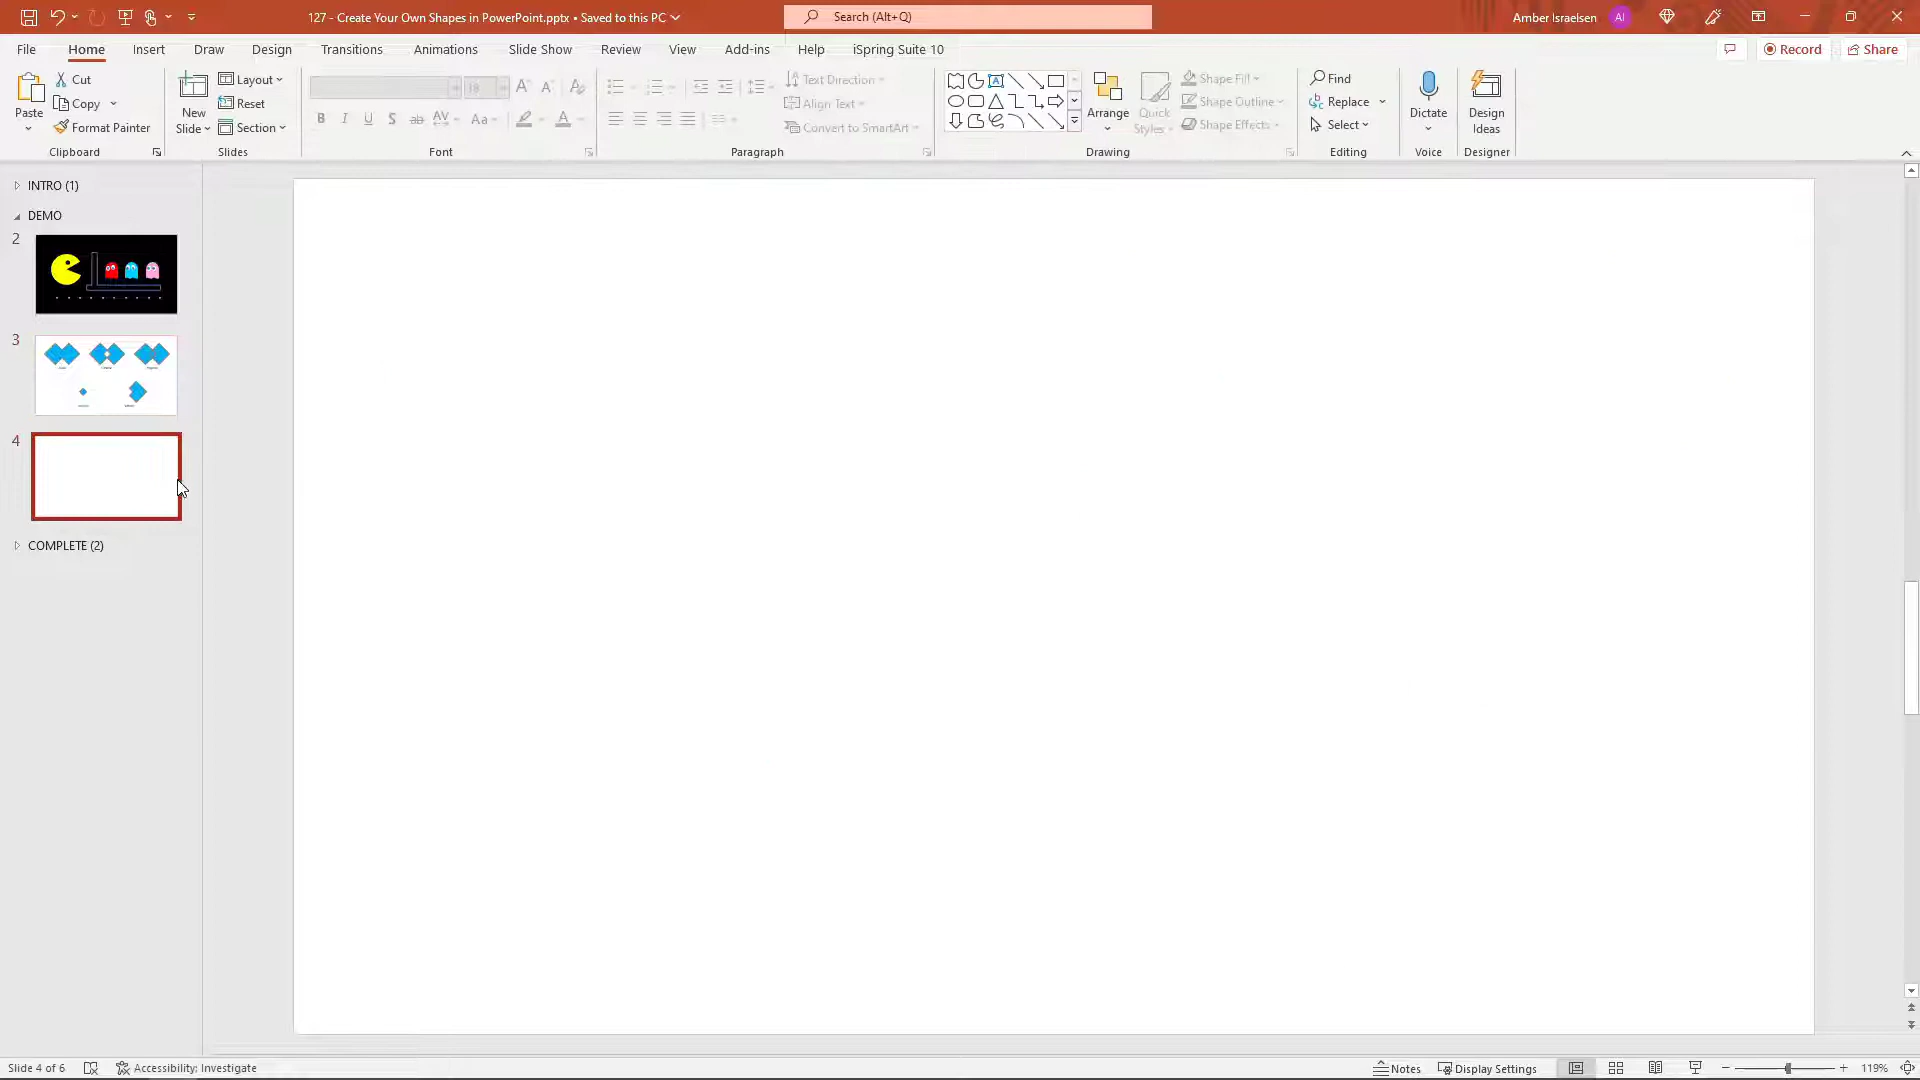 127 - Create Your Own Shapes in PowerPoint.pptx • Saved to this PC
Search (Alt+Q)
Amber Israelsen
AI
File Home Insert Draw Design Transitions Animations Slide Show Review View Add-ins Help iSpring Suite 10
Record
Share
Paste
Cut
Copy
Format Painter
Clipboard
New Slide
Layout
Reset
Section
Slides
18
B I U S ab AV Aa A
Font
Text Direction
Align Text
Convert to SmartArt
Paragraph
Arrange
Quick Styles
Shape Fill
Shape Outline
Shape Effects
Drawing
Find
Replace
Select
Editing
Dictate
Voice
Design Ideas
Designer
INTRO (1)
DEMO
2
3
4
COMPLETE (2)
Slide 4 of 6
Accessibility: Investigate
Notes
Display Settings
119%